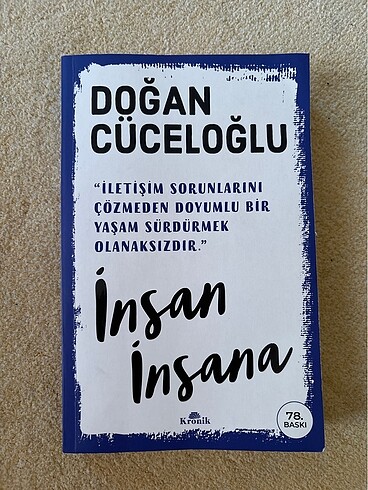 DOĞAN
CÜCELOĞLU
“İLETİŞİM SORUNLARINI
ÇÖZMEDEN DOYUMLU BİR
YAŞAM SÜRDÜRMEK
OLANAKSIZDIR.”
İnsan
İnsana
Kronik
78.
BASKI